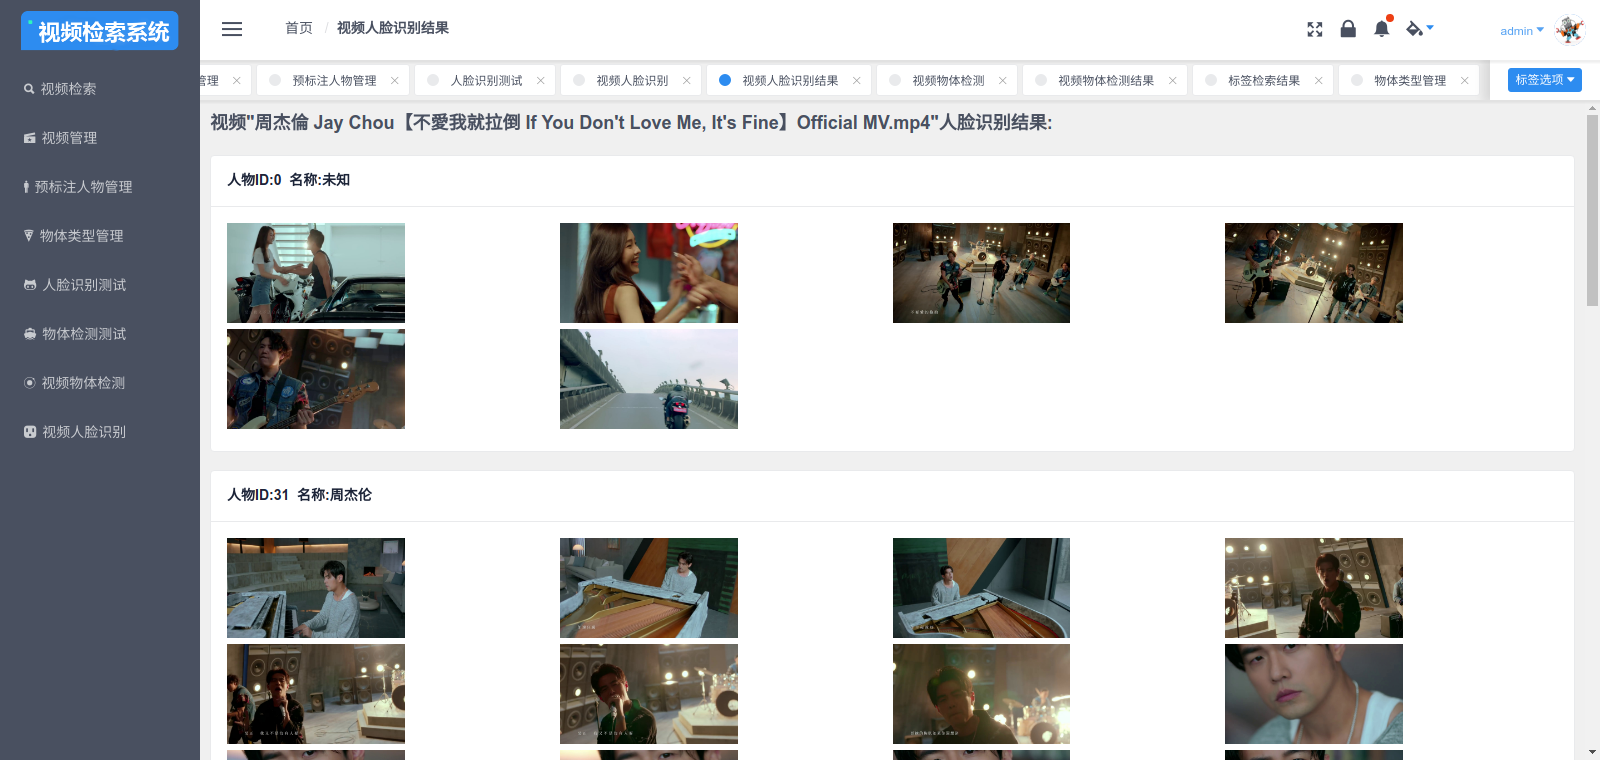 视频检索系统
首页 / 视频人脸识别结果
admin
视频检索
视频管理
预标注人物管理
物体类型管理
人脸识别测试
物体检测测试
视频物体检测
视频人脸识别
管理
预标注人物管理
人脸识别测试
视频人脸识别
视频人脸识别结果
视频物体检测
视频物体检测结果
标签检索结果
物体类型管理
标签选项
视频"周杰倫 Jay Chou【不愛我就拉倒 If You Don't Love Me, It's Fine】Official MV.mp4"人脸识别结果:
人物ID:0 名称:未知
人物ID:31 名称:周杰伦